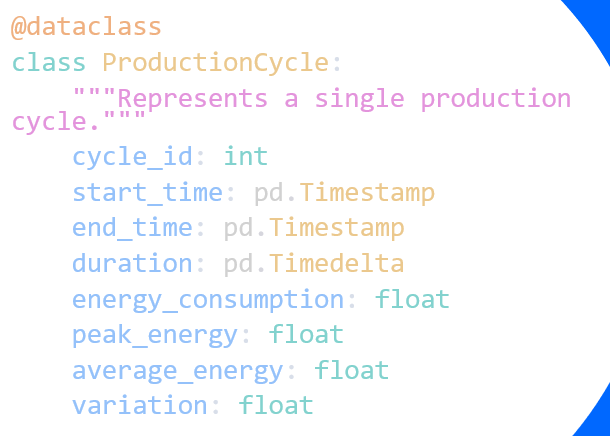 @dataclass
class ProductionCycle:
    """Represents a single production
cycle."""
    cycle_id: int
    start_time: pd.Timestamp
    end_time: pd.Timestamp
    duration: pd.Timedelta
    energy_consumption: float
    peak_energy: float
    average_energy: float
    variation: float